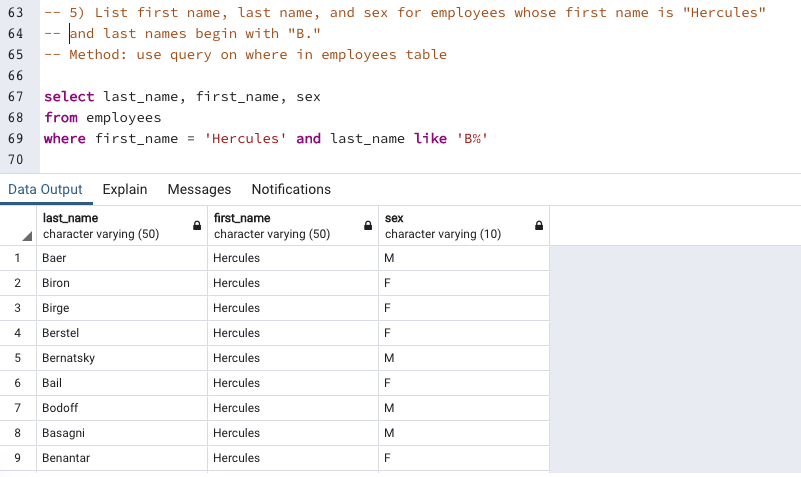 63 -- 5) List first name, last name, and sex for employees whose first name is "Hercules"
64 -- and last names begin with "B."
65 -- Method: use query on where in employees table
66
67 select last_name, first_name, sex
68 from employees
69 where first_name = 'Hercules' and last_name like 'B%'
70
Data Output Explain Messages Notifications
last_name first_name sex
character varying (50) character varying (50) character varying (10)
1 Baer Hercules M
2 Biron Hercules F
3 Birge Hercules F
4 Berstel Hercules F
5 Bernatsky Hercules M
6 Bail Hercules F
7 Bodoff Hercules M
8 Basagni Hercules M
9 Benantar Hercules F